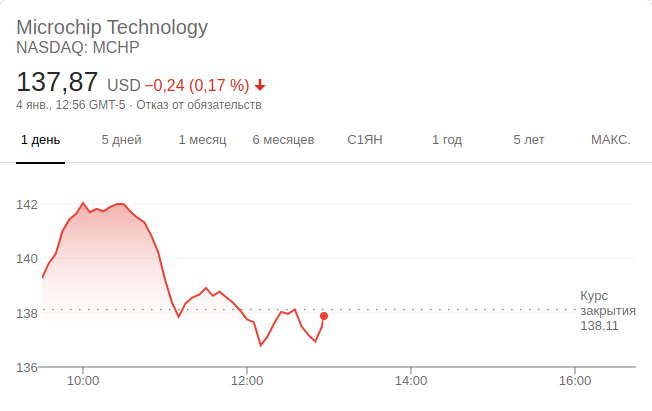 Microchip Technology
NASDAQ: MCHP
137,87 USD −0,24 (0,17 %)
4 янв., 12:56 GMT-5 · Отказ от обязательств
1 день 5 дней 1 месяц 6 месяцев С1ЯН 1 год 5 лет МАКС.
142
140
138
136
Курс
закрытия
138,11
10:00 12:00 14:00 16:00